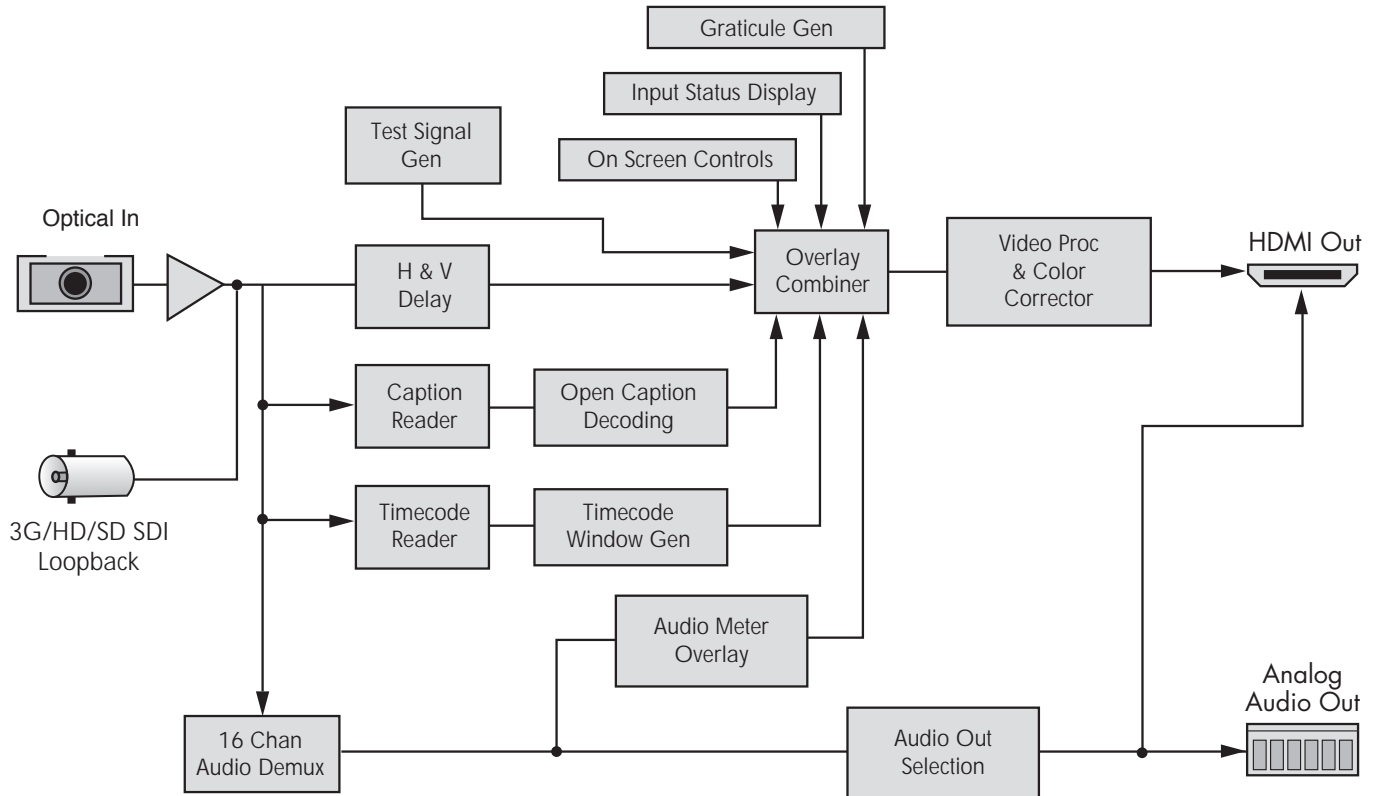 Graticule Gen
Input Status Display
Test Signal
Gen
On Screen Controls
Optical In
H & V
Delay
Overlay
Combiner
Video Proc
& Color
Corrector
HDMI Out
Caption
Reader
Open Caption
Decoding
3G/HD/SD SDI
Loopback
Timecode
Reader
Timecode
Window Gen
Audio Meter
Overlay
16 Chan
Audio Demux
Audio Out
Selection
Analog
Audio Out